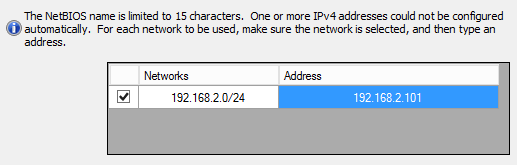 The NetBIOS name is limited to 15 characters.  One or more IPv4 addresses could not be configured
automatically.  For each network to be used, make sure the network is selected, and then type an
address.
Networks Address
192.168.2.0/24 192.168.2.101